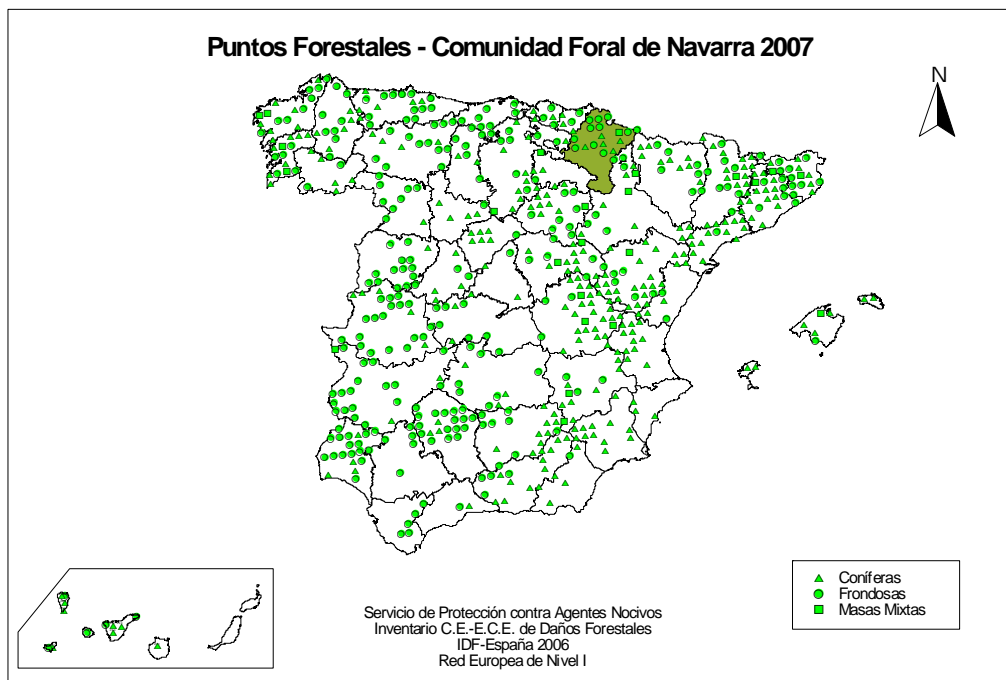 Puntos Forestales - Comunidad Foral de Navarra 2007
N
Coníferas
Frondosas
Masas Mixtas
Servicio de Protección contra Agentes Nocivos
Inventario C.E.-E.C.E. de Daños Forestales
IDF-España 2006
Red Europea de Nivel I